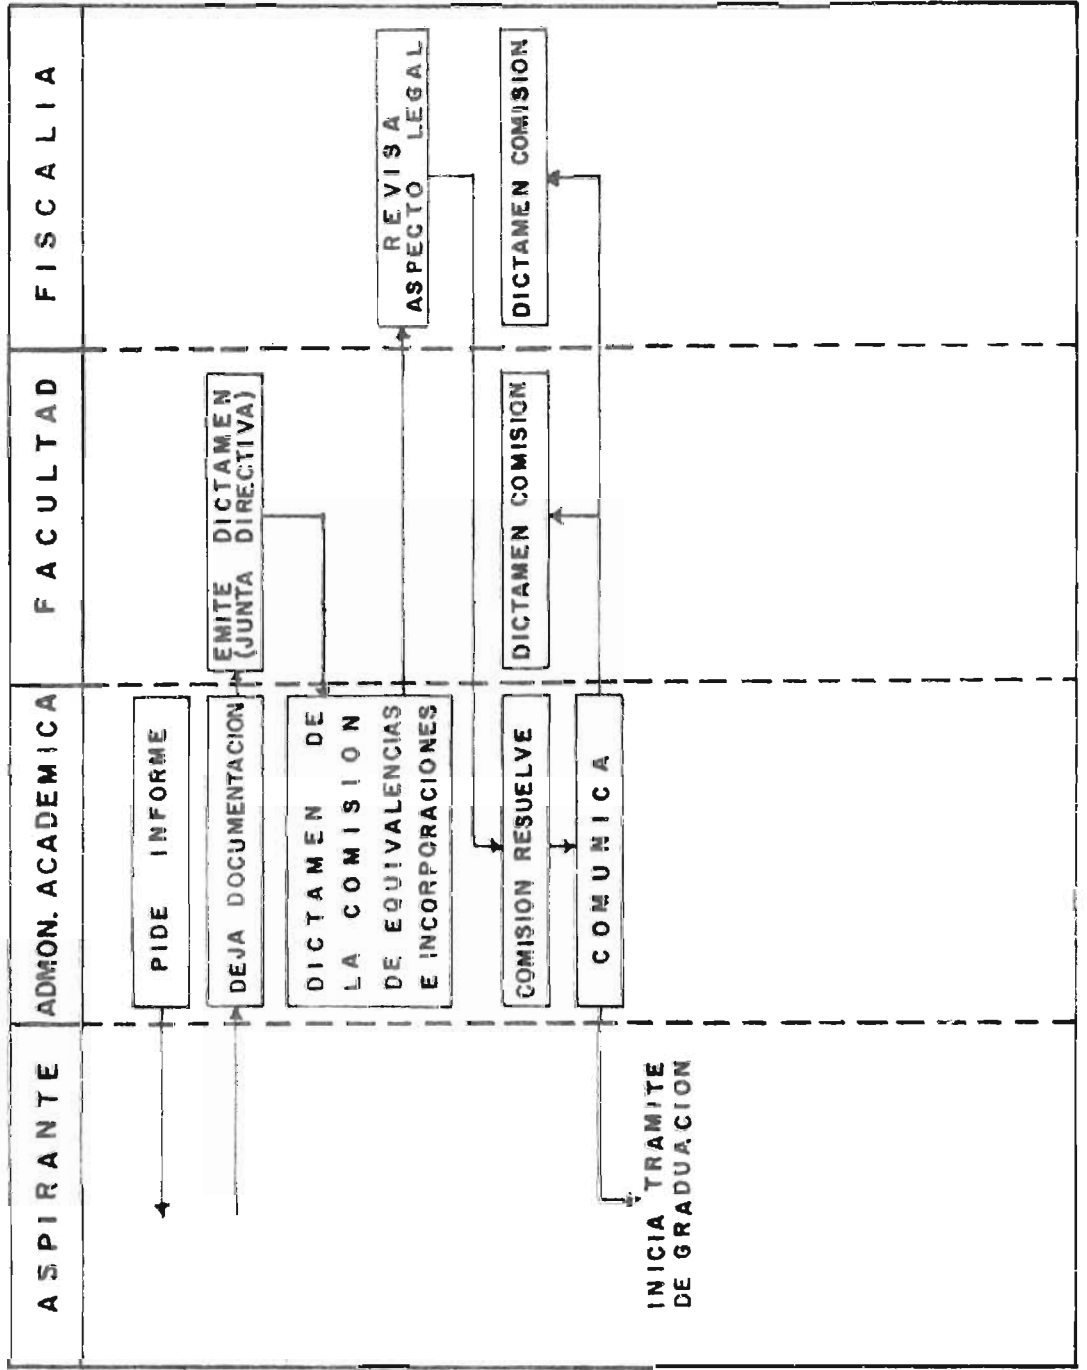 ASPIRANTE
ADMON. ACADEMICA
FACULTAD
FISCALIA
PIDE INFORME
DEJA DOCUMENTACION
EMITE DICTAMEN
(JUNTA DIRECTIVA)
DICTAMEN DE
LA COMISION
DE EQUIVALENCIAS
E INCORPORACIONES
REVISA
ASPECTO LEGAL
COMISION RESUELVE
DICTAMEN COMISION
DICTAMEN COMISION
COMUNICA
INICIA TRAMITE
DE GRADUACION